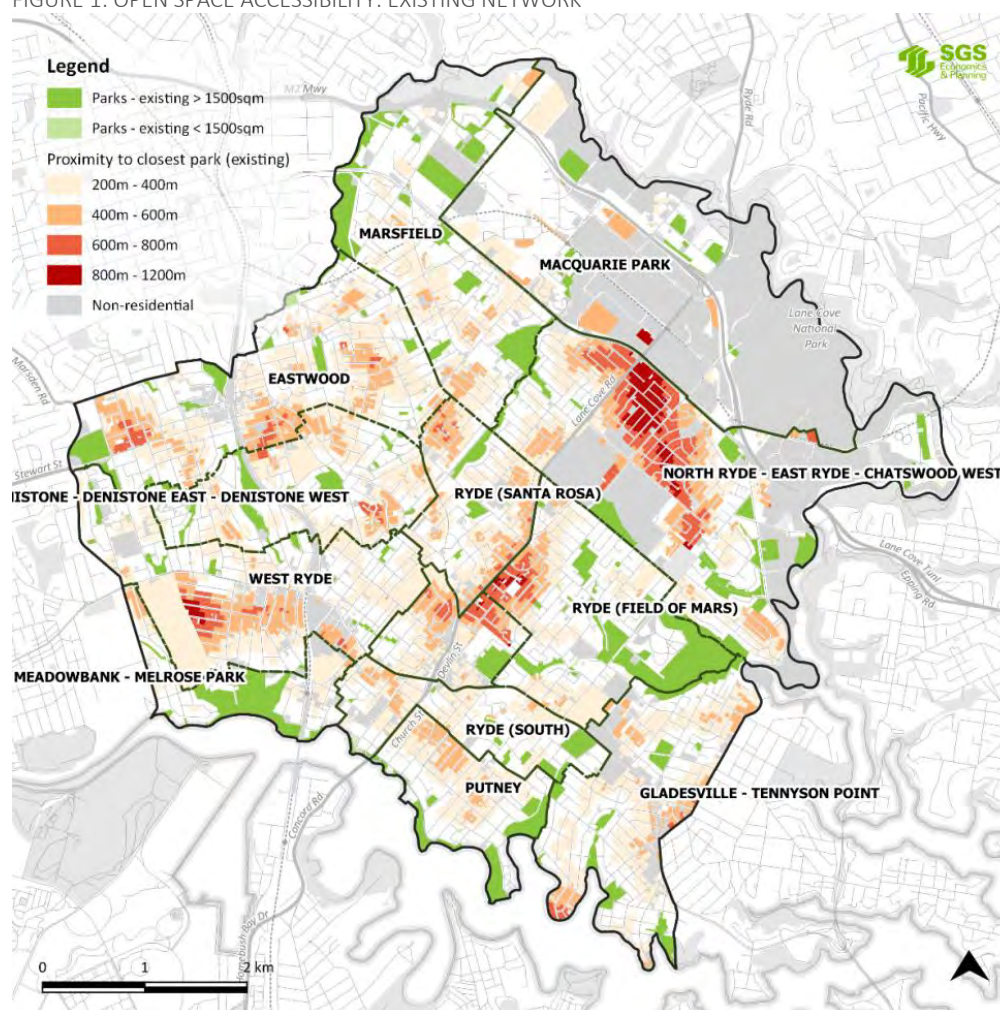 FIGURE 1: OPEN SPACE ACCESSIBILITY: EXISTING NETWORK
Legend
Parks - existing > 1500sqm
Parks - existing < 1500sqm
Proximity to closest park (existing)
200m - 400m
400m - 600m
600m - 800m
800m - 1200m
Non-residential
SGS
Economics
& Planning
M2 Mwy
Ryde Rd
Pacific Hwy
MARSFIELD
MACQUARIE PARK
Lane Cove
National
Park
Marsden Rd
EASTWOOD
Lane Cove Rd
Stewart St
NORTH RYDE - EAST RYDE - CHATSWOOD WEST
ISTONE - DENISTONE EAST - DENISTONE WEST
RYDE (SANTA ROSA)
Lane Cove Tunl
Epping Rd
WEST RYDE
RYDE (FIELD OF MARS)
Devlin St
MEADOWBANK - MELROSE PARK
Church St
RYDE (SOUTH)
PUTNEY
GLADESVILLE - TENNYSON POINT
Concord Rd
Homebush Bay Dr
0 1 2 km